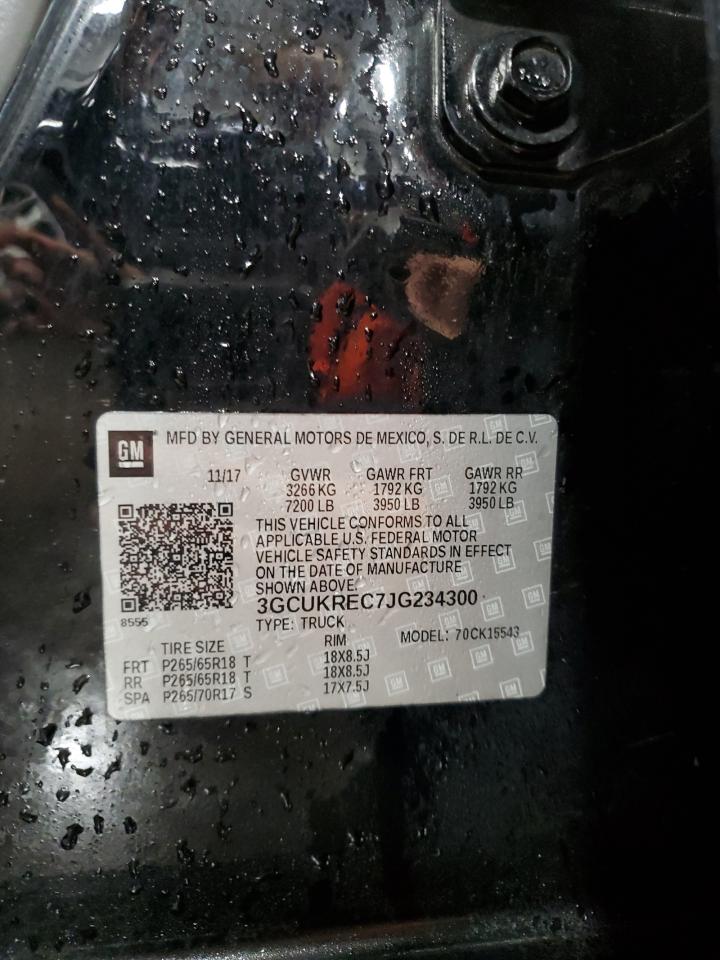 GM
MFD BY GENERAL MOTORS DE MEXICO, S. DE R.L. DE C.V.
11/17 GVWR GAWR FRT GAWR RR
3266 KG 1792 KG 1792 KG
7200 LB 3950 LB 3950 LB
THIS VEHICLE CONFORMS TO ALL
APPLICABLE U.S. FEDERAL MOTOR
VEHICLE SAFETY STANDARDS IN EFFECT
ON THE DATE OF MANUFACTURE
SHOWN ABOVE.
8555
3GCUKREC7JG234300
TYPE: TRUCK MODEL: 70CK15543
TIRE SIZE RIM
FRT P265/65R18 T 18X8.5J
RR P265/65R18 T 18X8.5J
SPA P265/70R17 S 17X7.5J